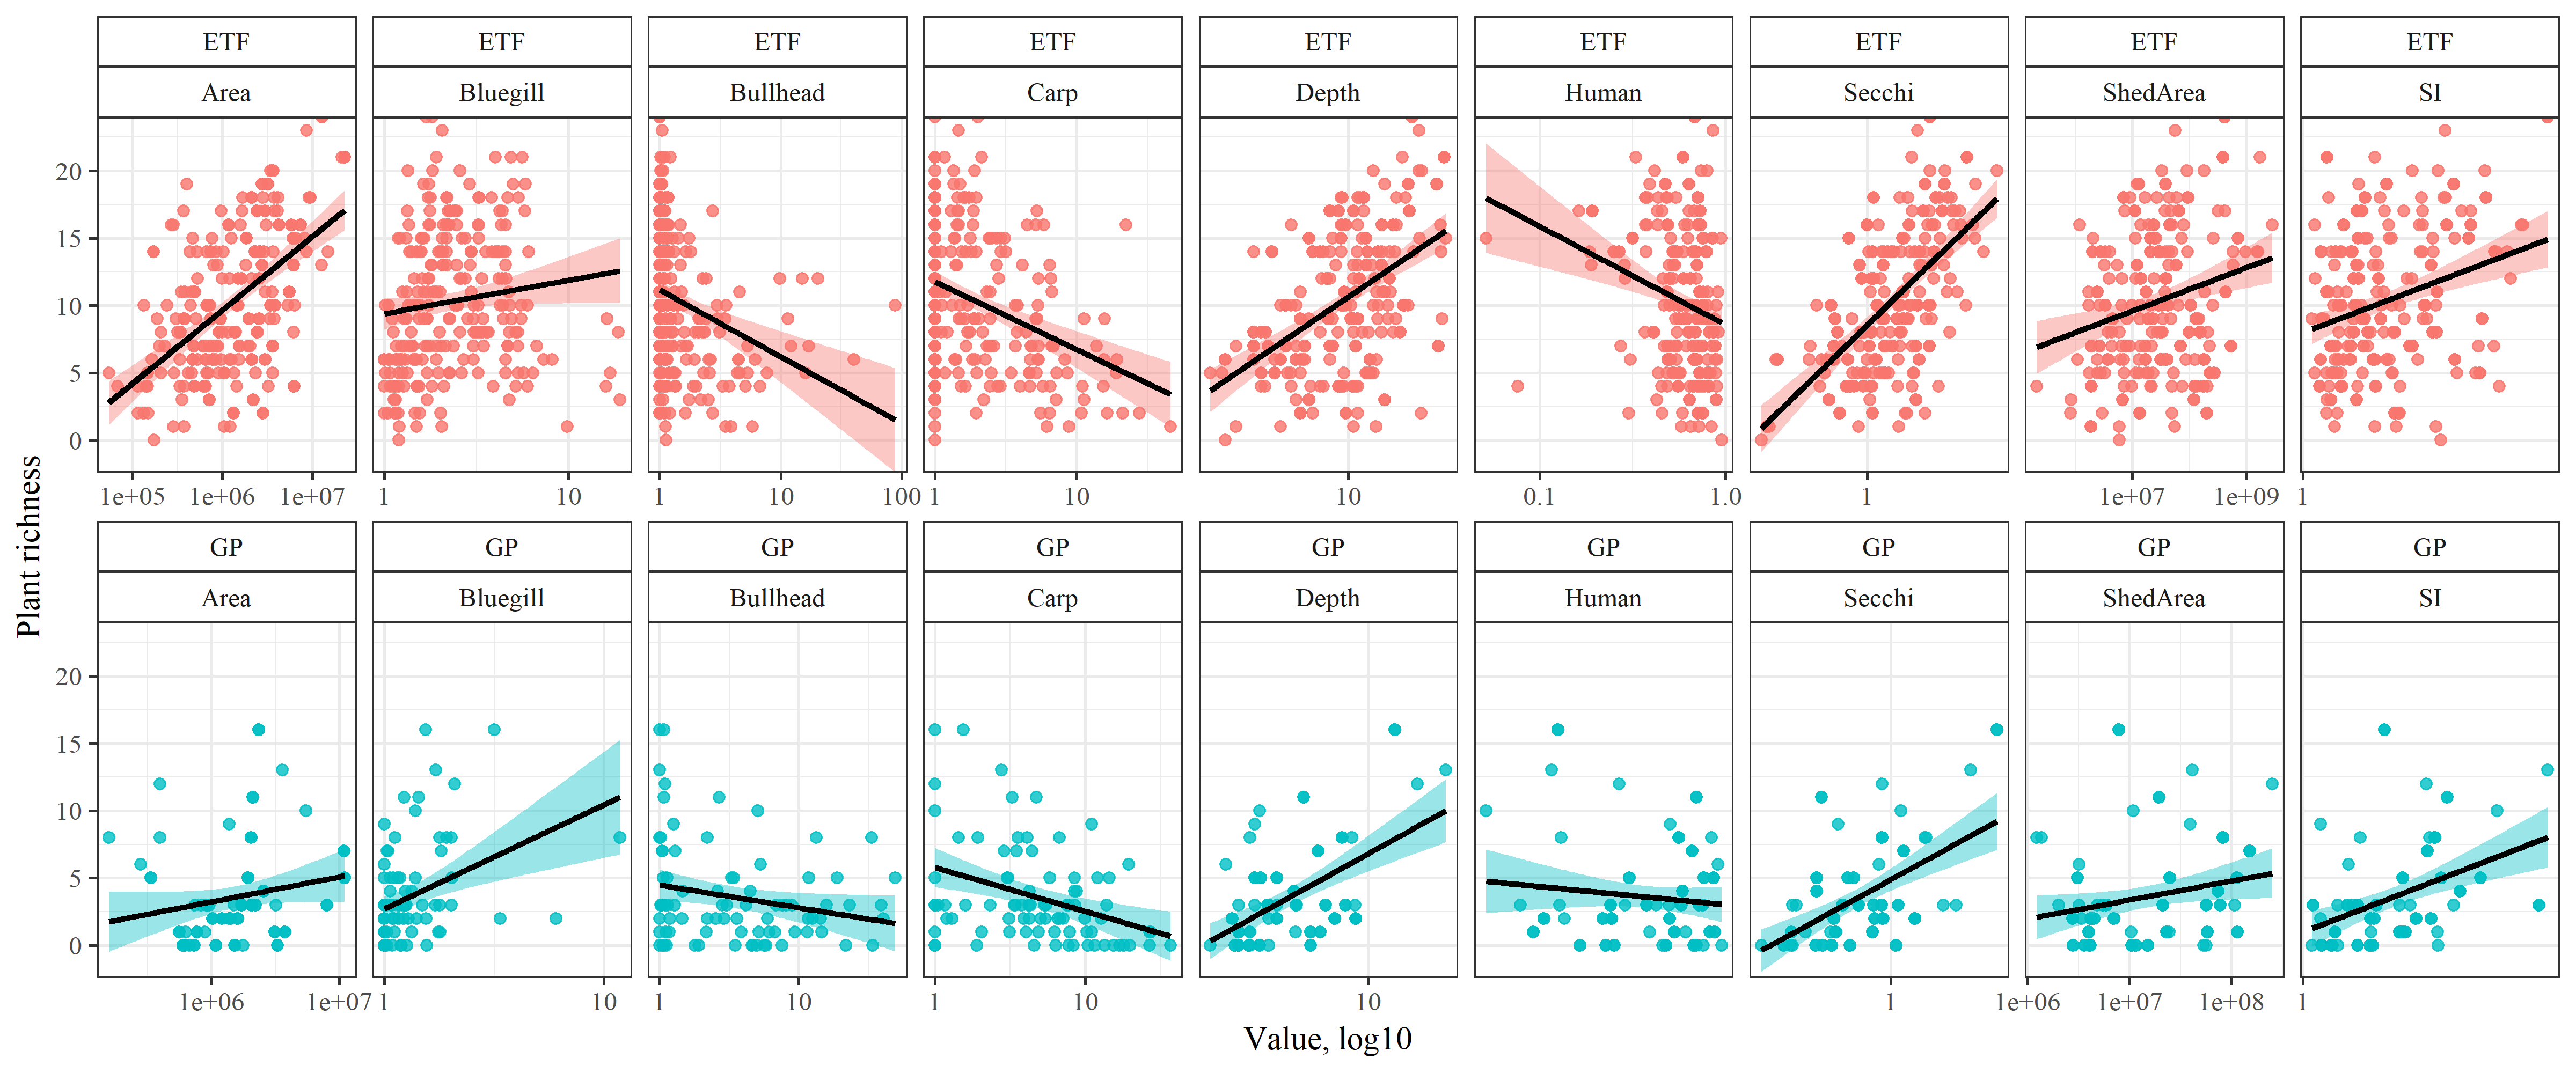 ETF ETF ETF ETF ETF ETF ETF ETF ETF
Area Bluegill Bullhead Carp Depth Human Secchi ShedArea SI
20
15
10
5
0
1e+05 1e+06 1e+07 1 10 1 10 100 1 10 10 0.1 1.0 1 1e+07 1e+09 1
Plant richness
GP GP GP GP GP GP GP GP GP
Area Bluegill Bullhead Carp Depth Human Secchi ShedArea SI
20
15
10
5
0
1e+06 1e+07 1 10 1 10 1 10 10 1 1e+06 1e+07 1e+08 1
Value, log10